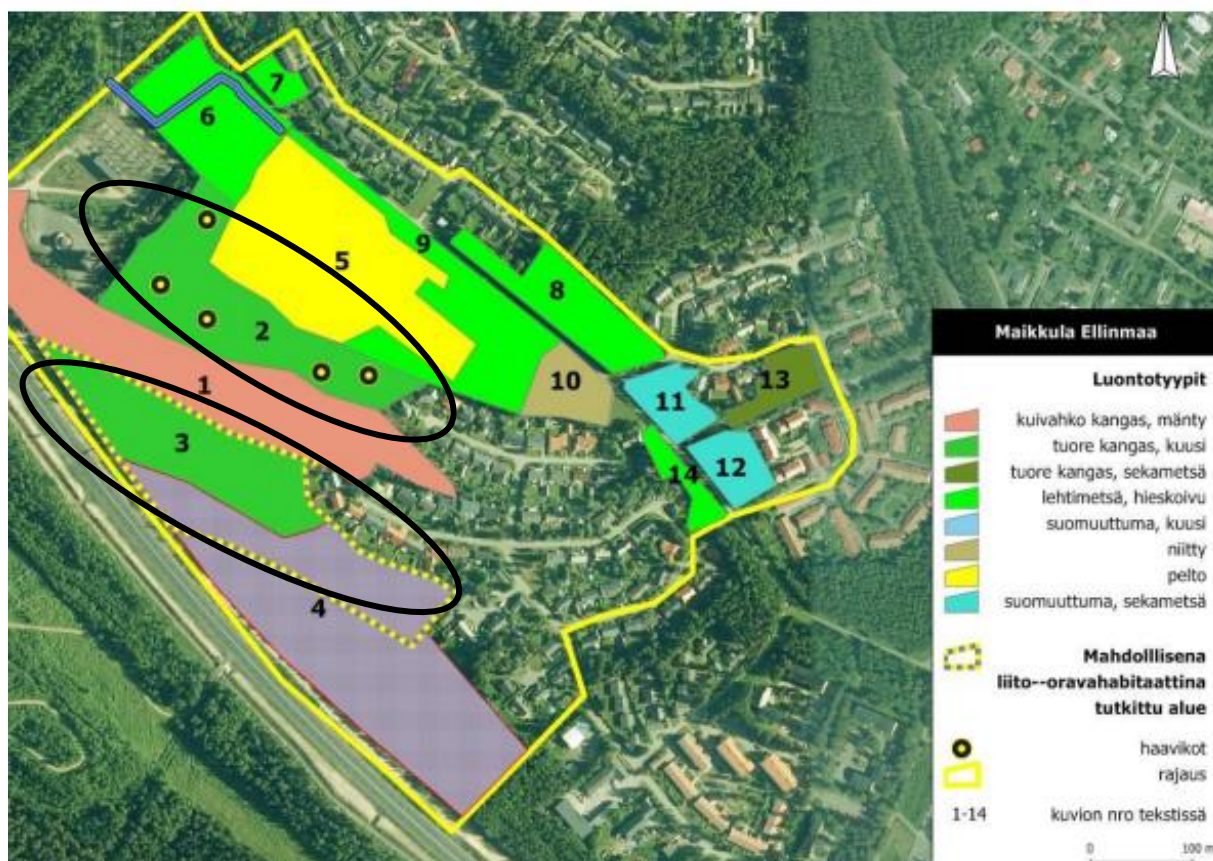 7
6
9
5
8
2
1
10
13
11
3
12
14
4
Maikkula Ellinmaa
Luontotyypit
kuivahko kangas, mänty
tuore kangas, kuusi
tuore kangas, sekametsä
lehtimetsä, hieskoivu
suomuuttuma, kuusi
niitty
pelto
suomuuttuma, sekametsä
Mahdolllisena
liito--oravahabitaattina
tutkittu alue
haavikot
rajaus
1-14 kuvion nro tekstissä
0 100 m